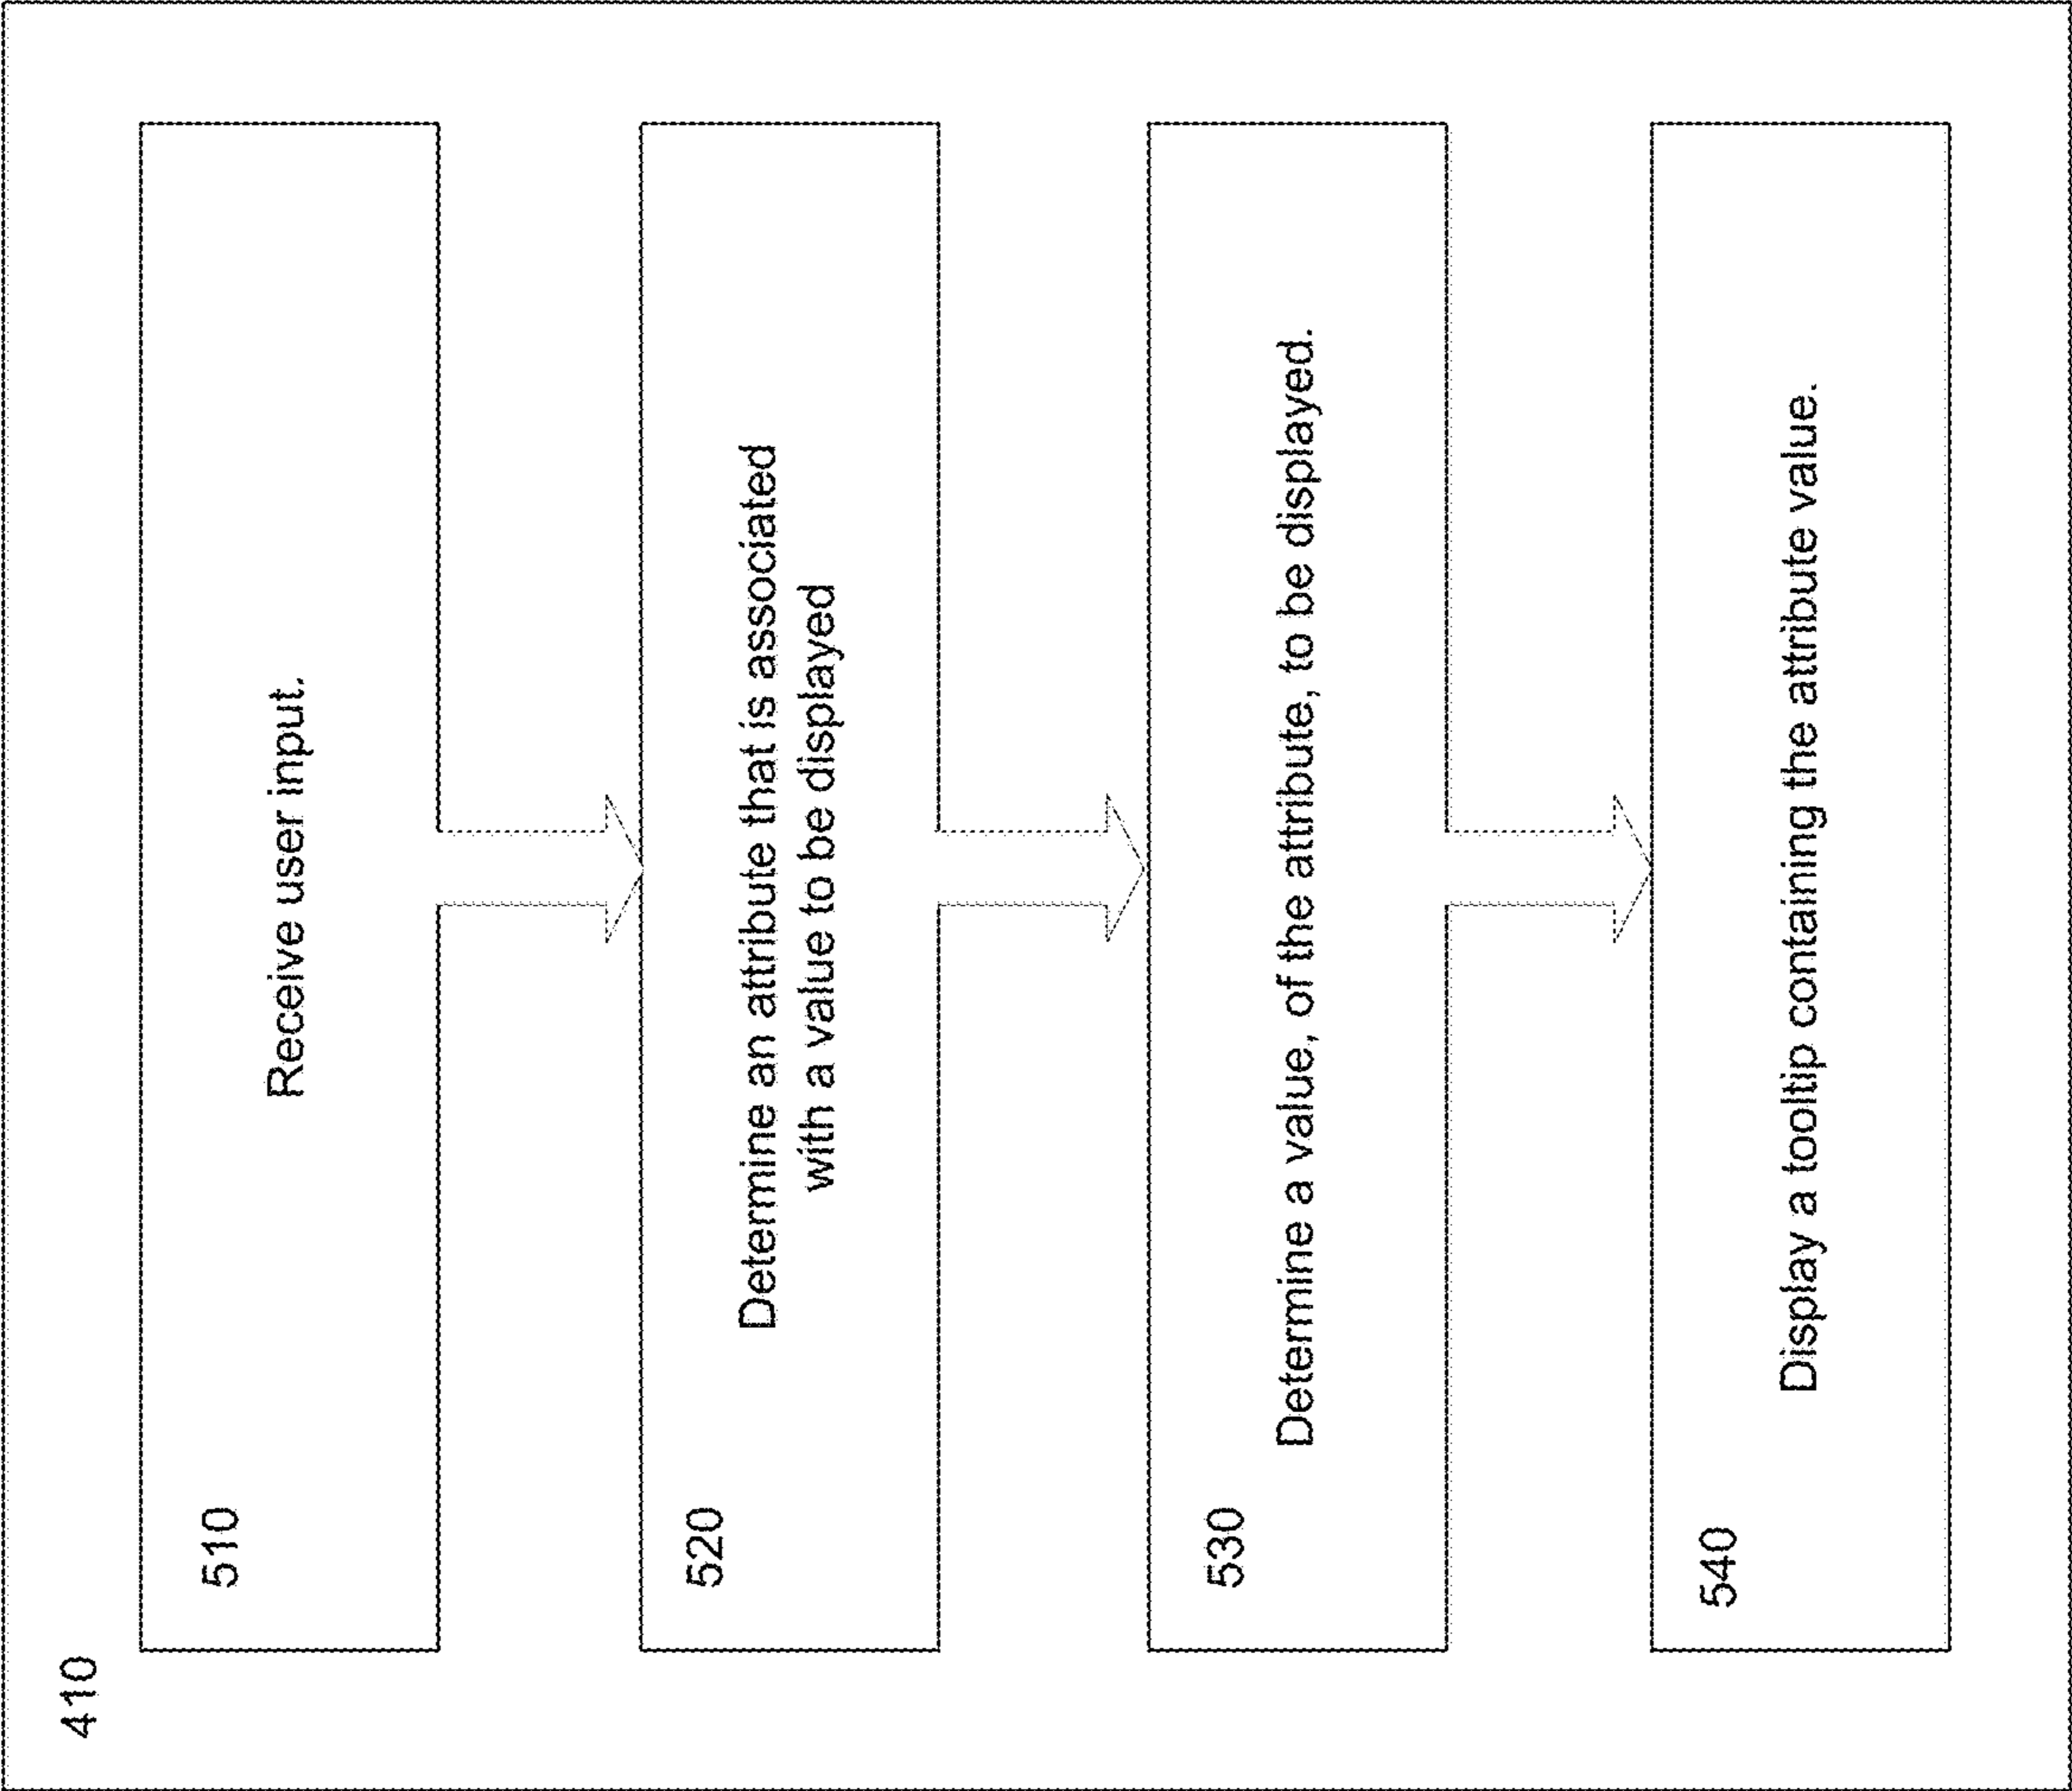 410
510
Receive user input.
520
Determine an attribute that is associated
with a value to be displayed
530
Determine a value, of the attribute, to be displayed.
540
Display a tooltip containing the attribute value.